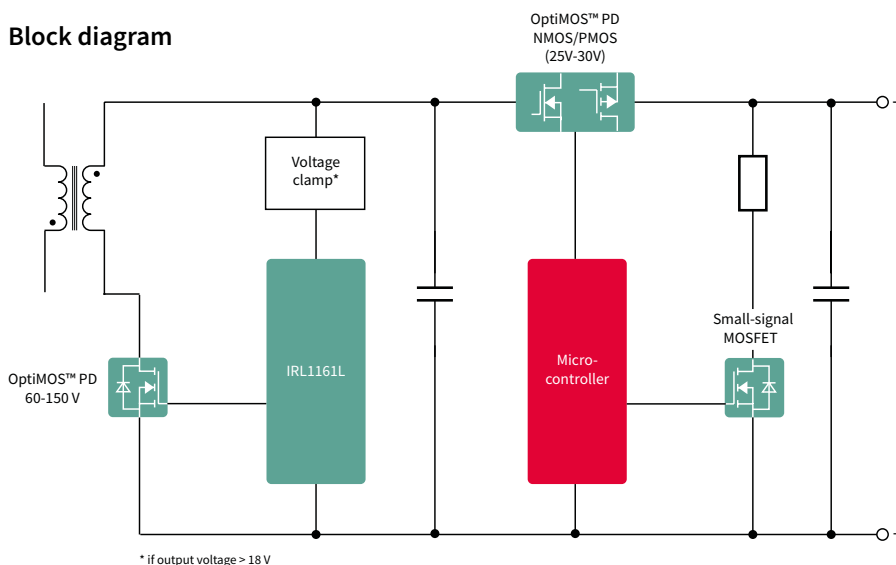 Block diagram
OptiMOS™ PD
NMOS/PMOS
(25V-30V)
Voltage
clamp*
IRL1161L
Micro-
controller
Small-signal
MOSFET
OptiMOS™ PD
60-150 V
* if output voltage > 18 V